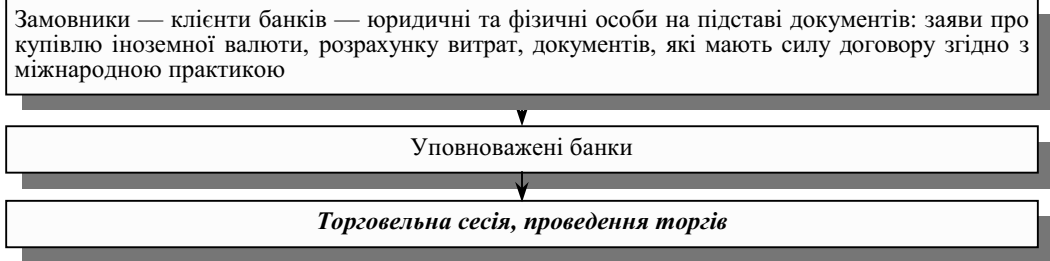 Замовники — клієнти банків — юридичні та фізичні особи на підставі документів: заяви про
купівлю іноземної валюти, розрахунку витрат, документів, які мають силу договору згідно з
міжнародною практикою
Уповноважені банки
Торговельна сесія, проведення торгів